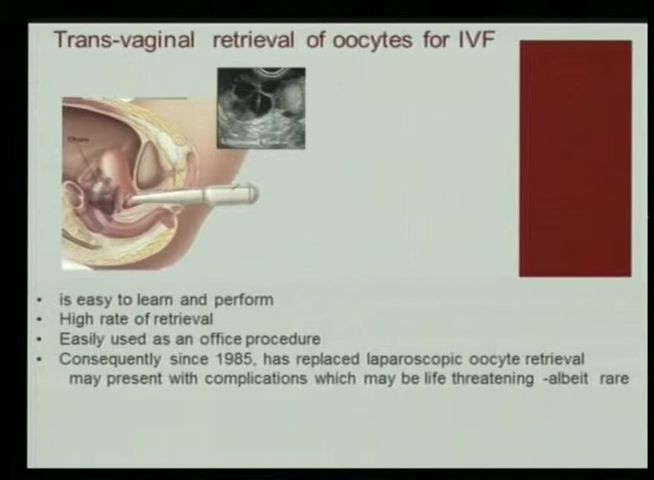 Trans-vaginal retrieval of oocytes for IVF
Ovary
• is easy to learn and perform
• High rate of retrieval
• Easily used as an office procedure
• Consequently since 1985, has replaced laparoscopic oocyte retrieval
may present with complications which may be life threatening -albeit rare